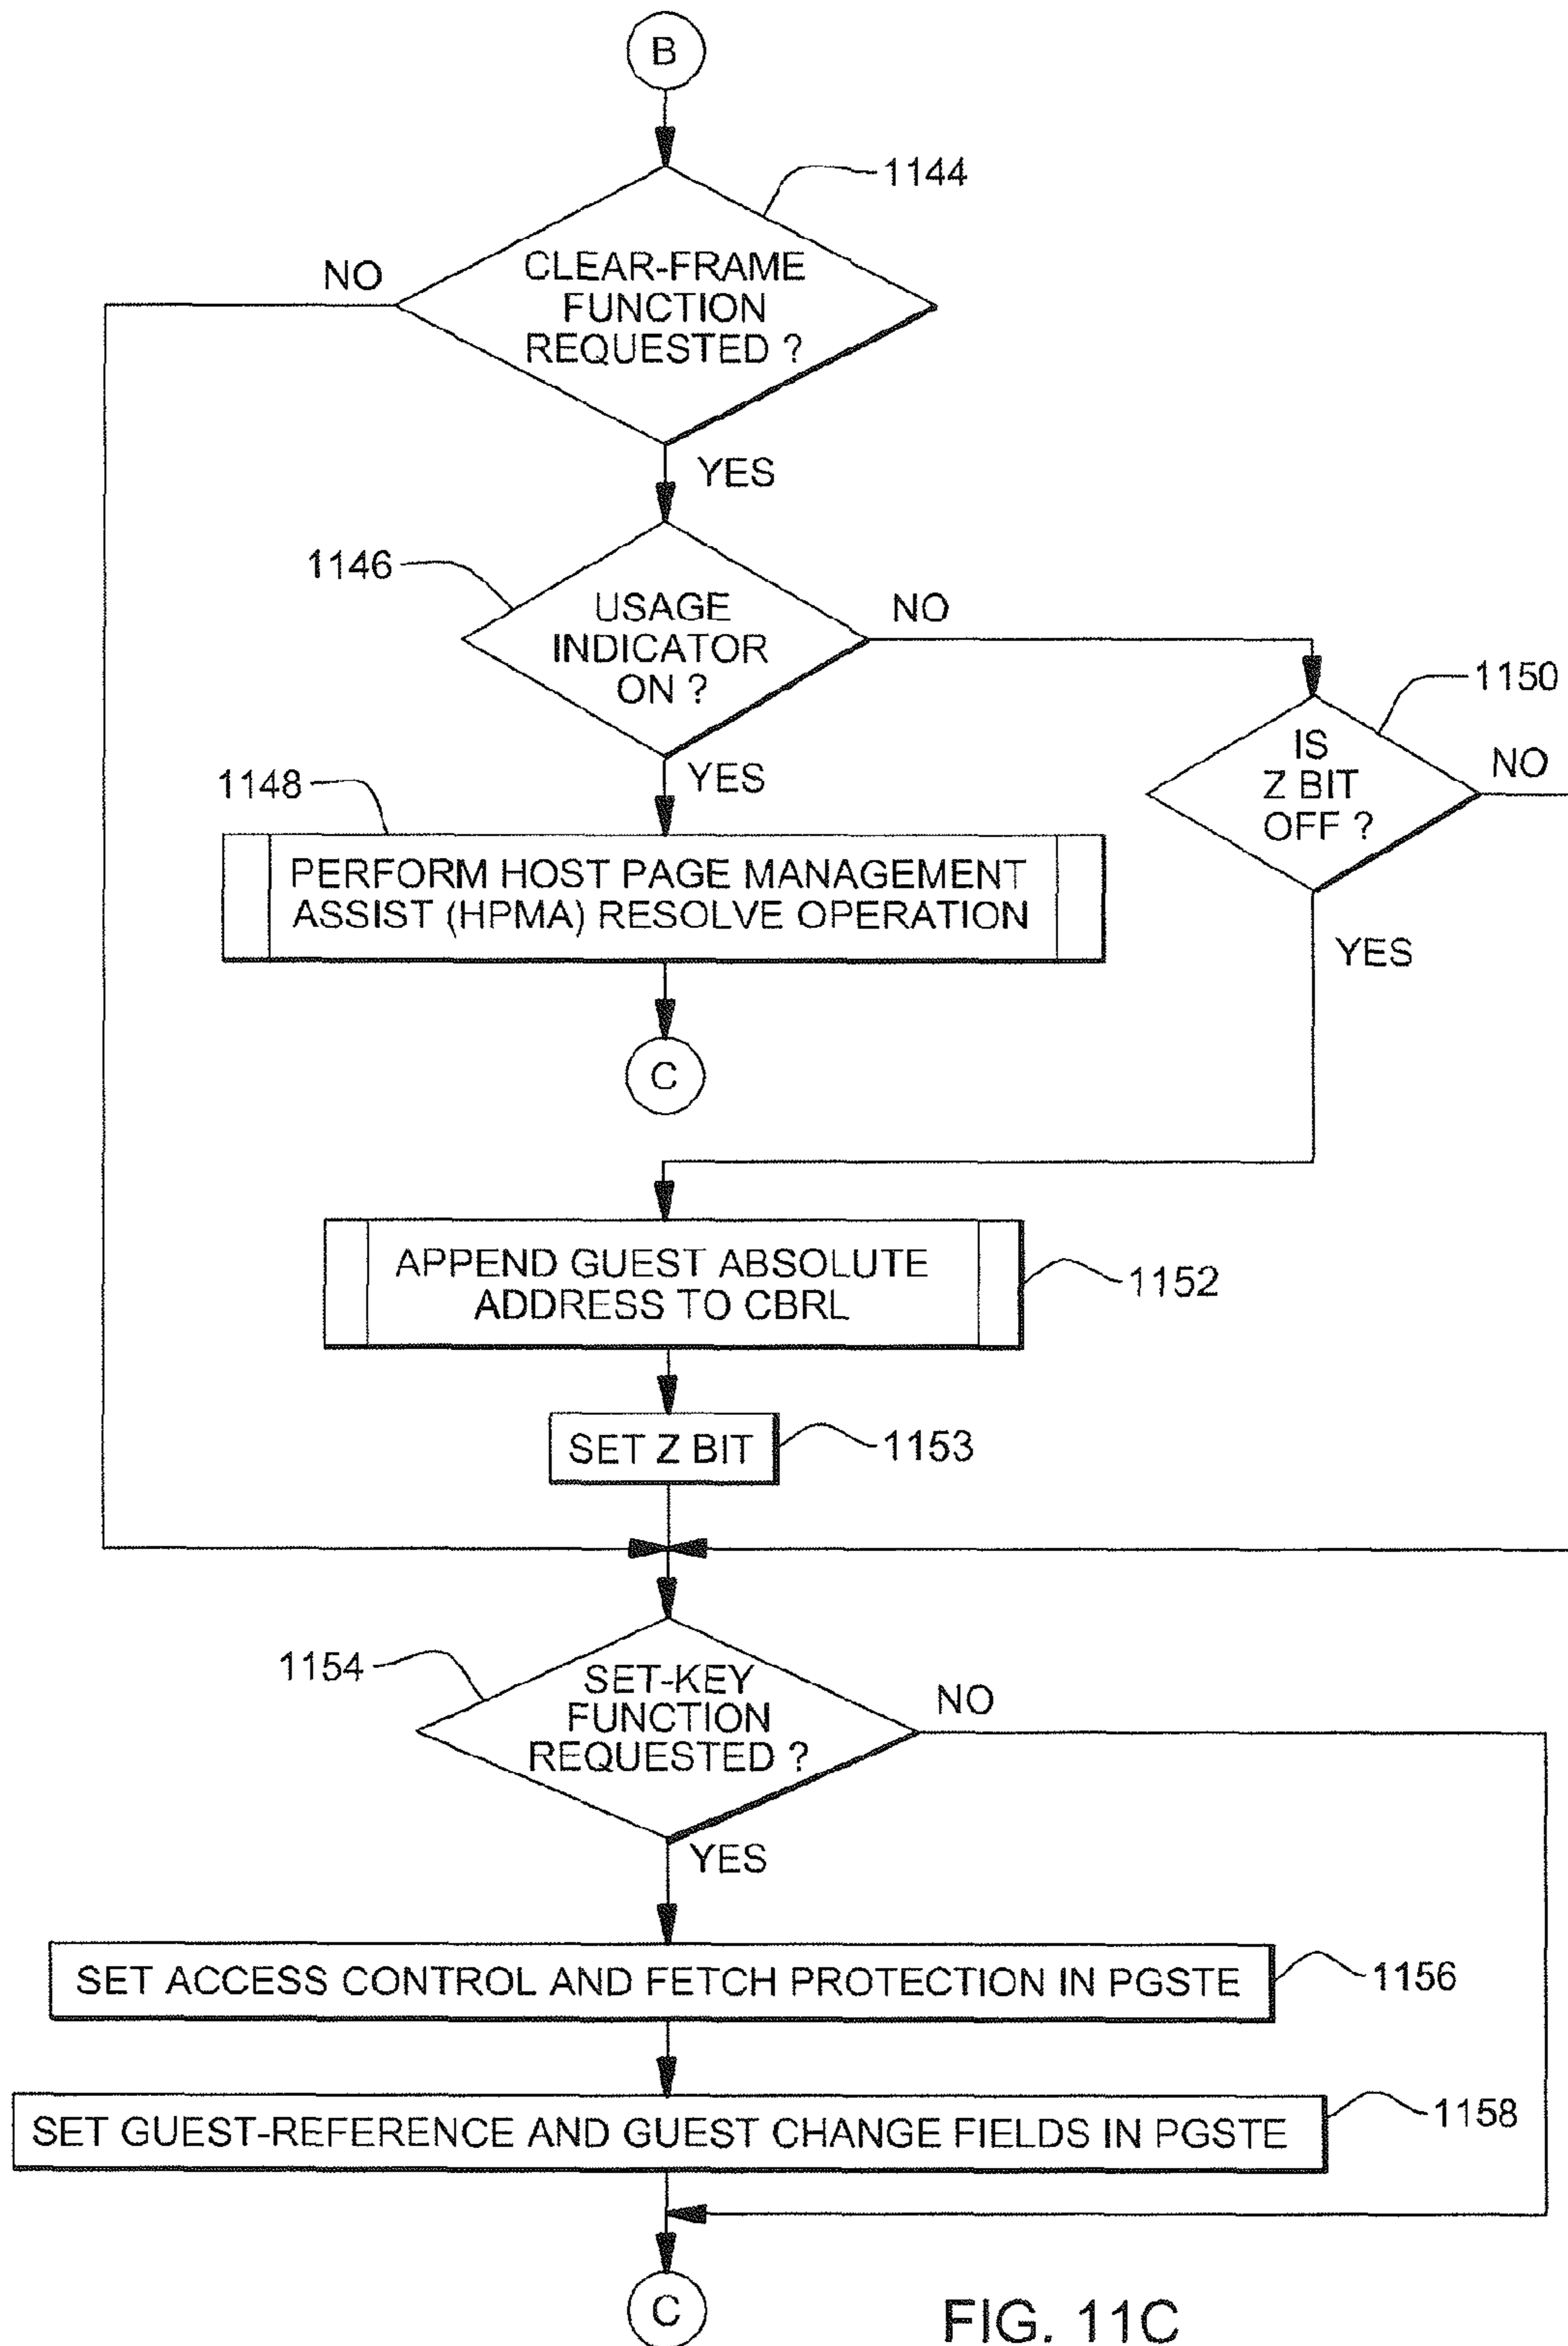 B
1144
CLEAR-FRAME
FUNCTION
REQUESTED ?
NO
YES
1146
USAGE
INDICATOR
ON ?
NO
YES
1150
IS
Z BIT
OFF ?
NO
YES
1148
PERFORM HOST PAGE MANAGEMENT
ASSIST (HPMA) RESOLVE OPERATION
C
APPEND GUEST ABSOLUTE
ADDRESS TO CBRL
1152
SET Z BIT
1153
1154
SET-KEY
FUNCTION
REQUESTED ?
NO
YES
SET ACCESS CONTROL AND FETCH PROTECTION IN PGSTE
1156
SET GUEST-REFERENCE AND GUEST CHANGE FIELDS IN PGSTE
1158
C
FIG. 11C